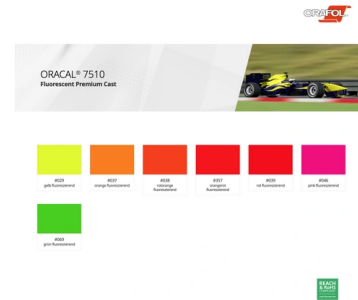 ORAFOL
ORACAL® 7510
Fluorescent Premium Cast
#029
gelb fluoreszierend
#037
orange fluoreszierend
#038
rotorange
fluoreszierend
#357
orangerot
fluoreszierend
#039
rot fluoreszierend
#046
pink fluoreszierend
#069
grün fluoreszierend
REACH
& RoHS